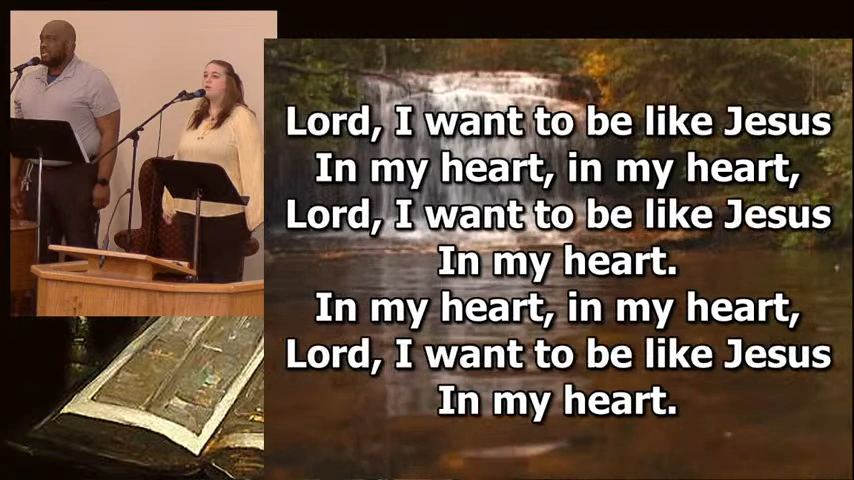 Lord, I want to be like Jesus
In my heart, in my heart,
Lord, I want to be like Jesus
In my heart.
In my heart, in my heart,
Lord, I want to be like Jesus
In my heart.